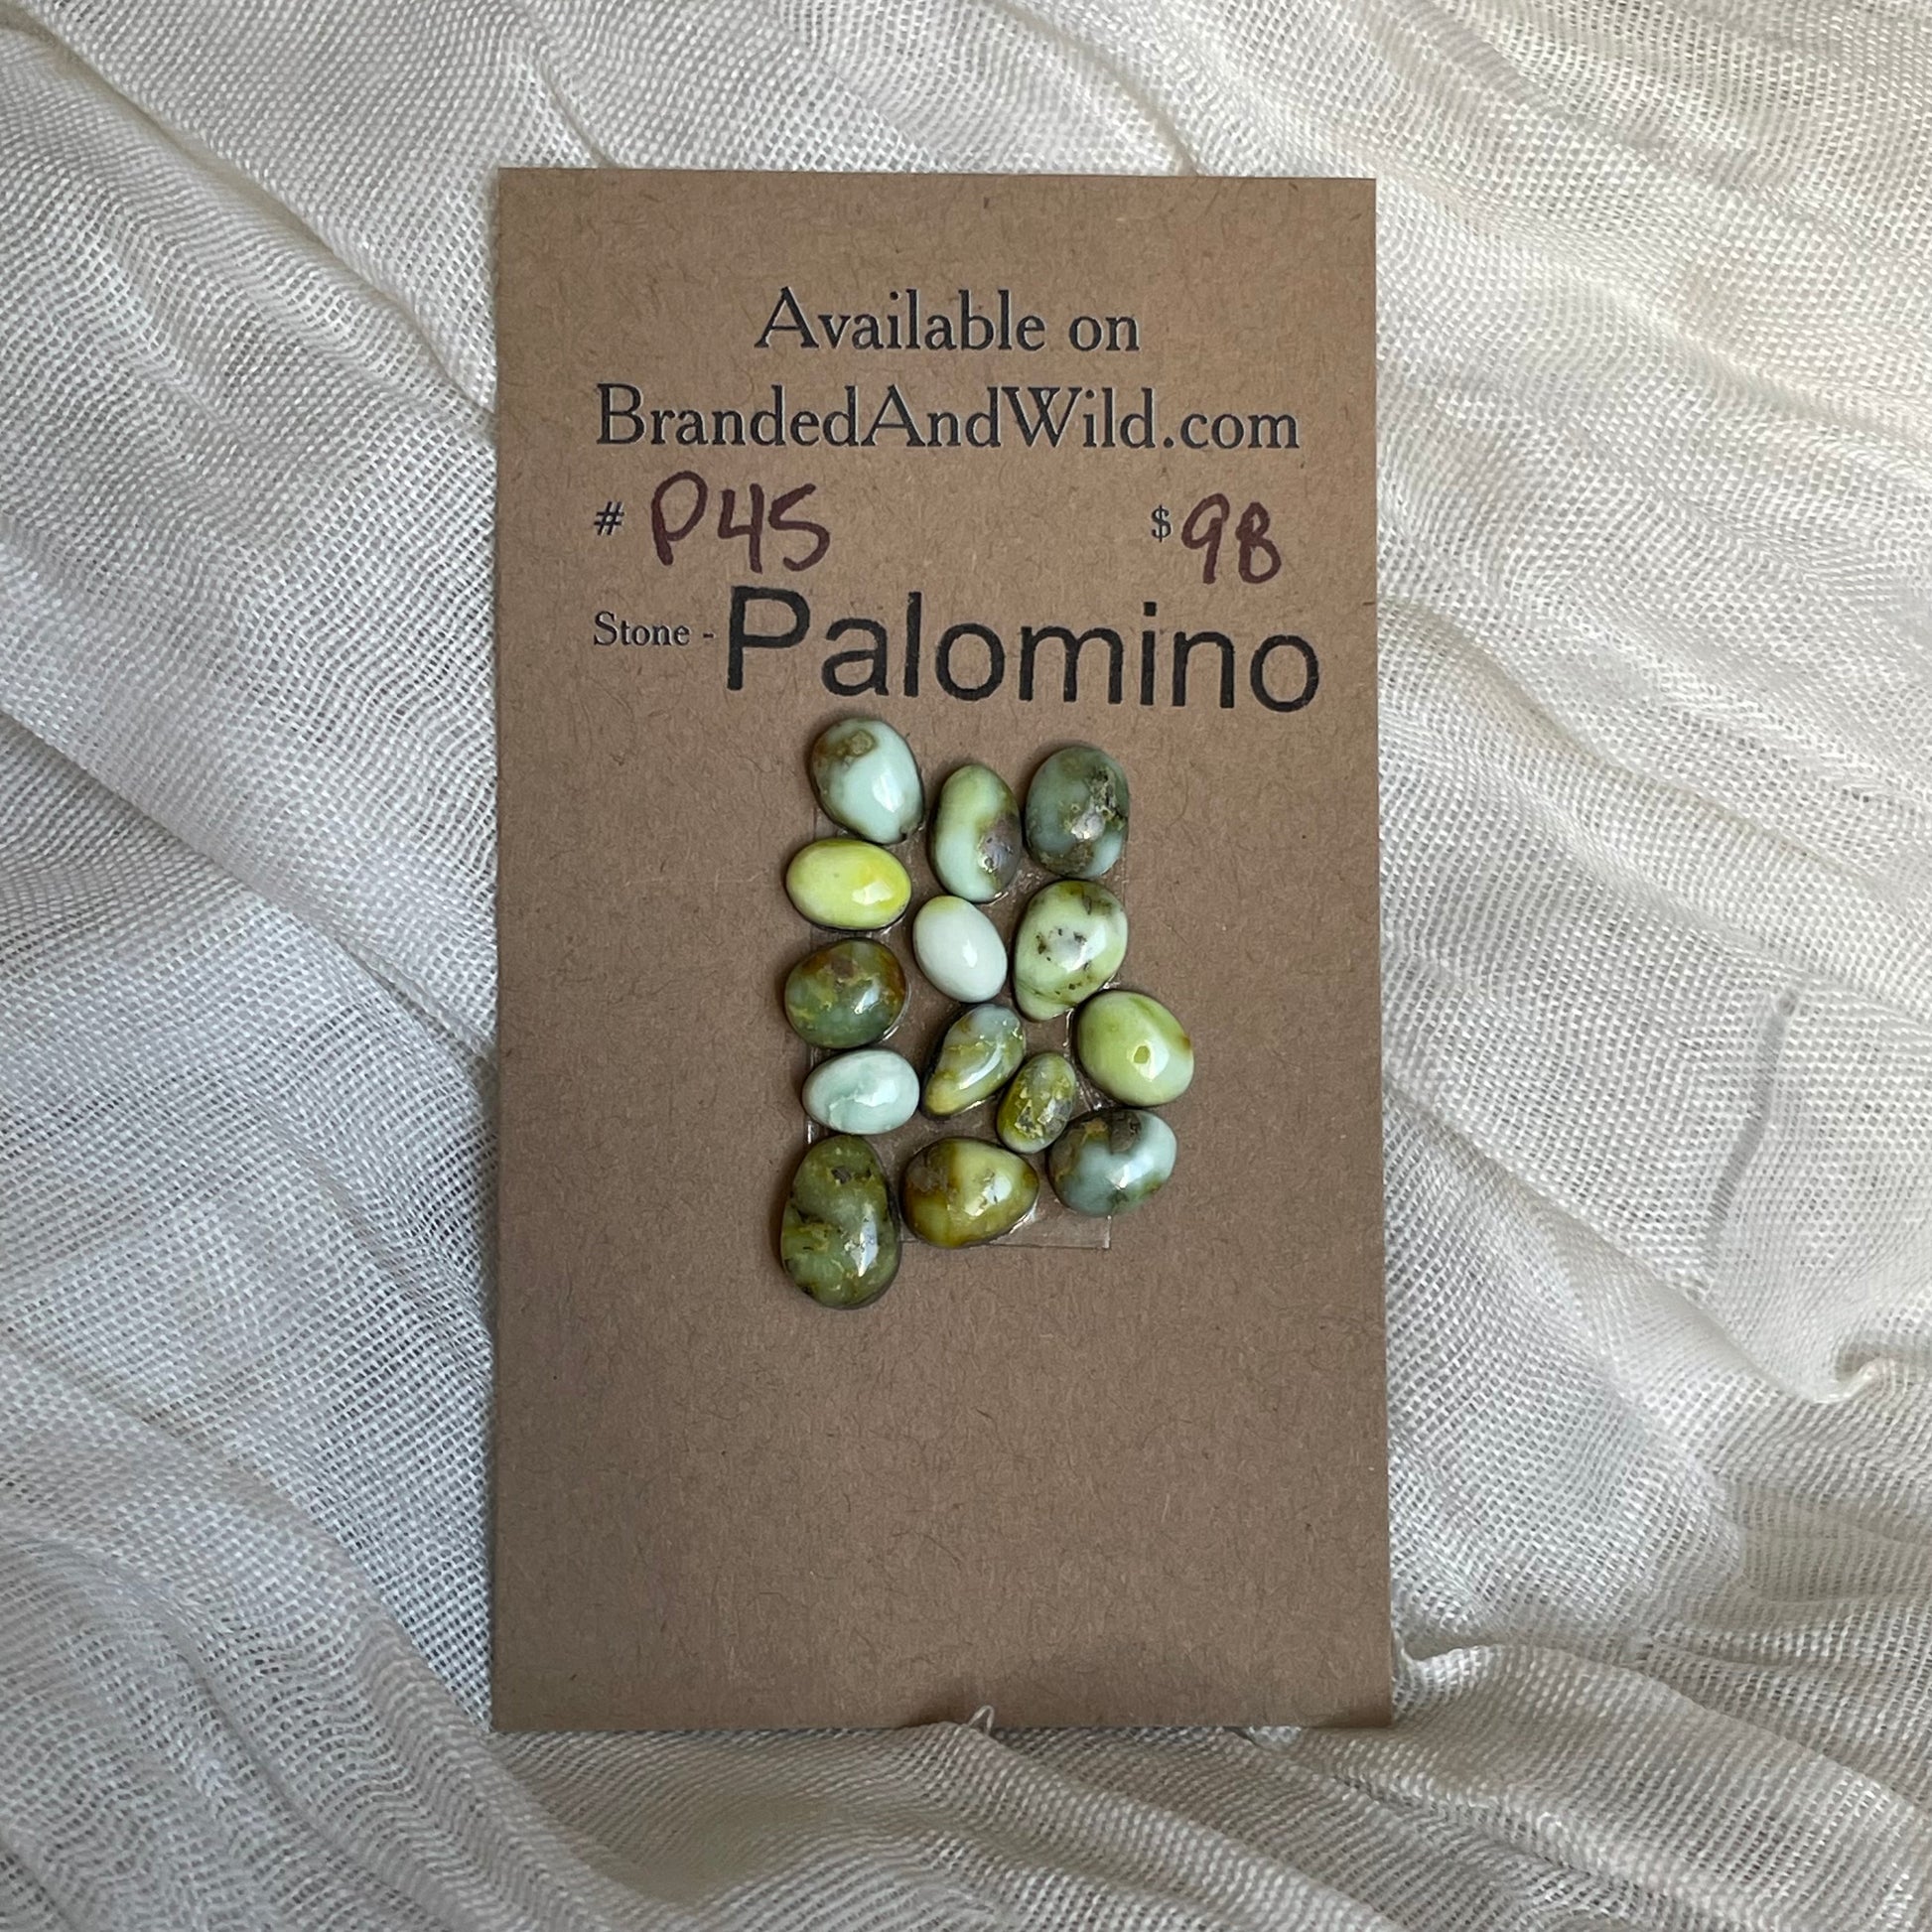 Available on
BrandedAndWild.com
# P45 $98
Stone - Palomino